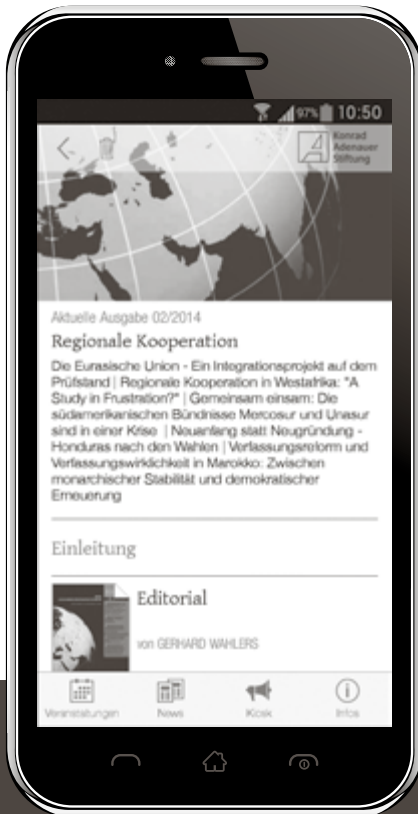 97% 10:50
Konrad
Adenauer
Stiftung
Aktuelle Ausgabe 02/2014
Regionale Kooperation
Die Eurasische Union - Ein Integrationsprojekt auf dem
Prüfstand | Regionale Kooperation in Westafrika: "A
Study in Frustration?" | Gemeinsam einsam: Die
südamerikanischen Bündnisse Mercosur und Unasur
sind in einer Krise | Neuanfang statt Neugründung -
Honduras nach den Wahlen | Verfassungsreform und
Verfassungswirklichkeit in Marokko: Zwischen
monarchischer Stabilität und demokratischer
Erneuerung
Einleitung
Editorial
von GERHARD WAHLERS
Veranstaltungen News Kiosk Infos